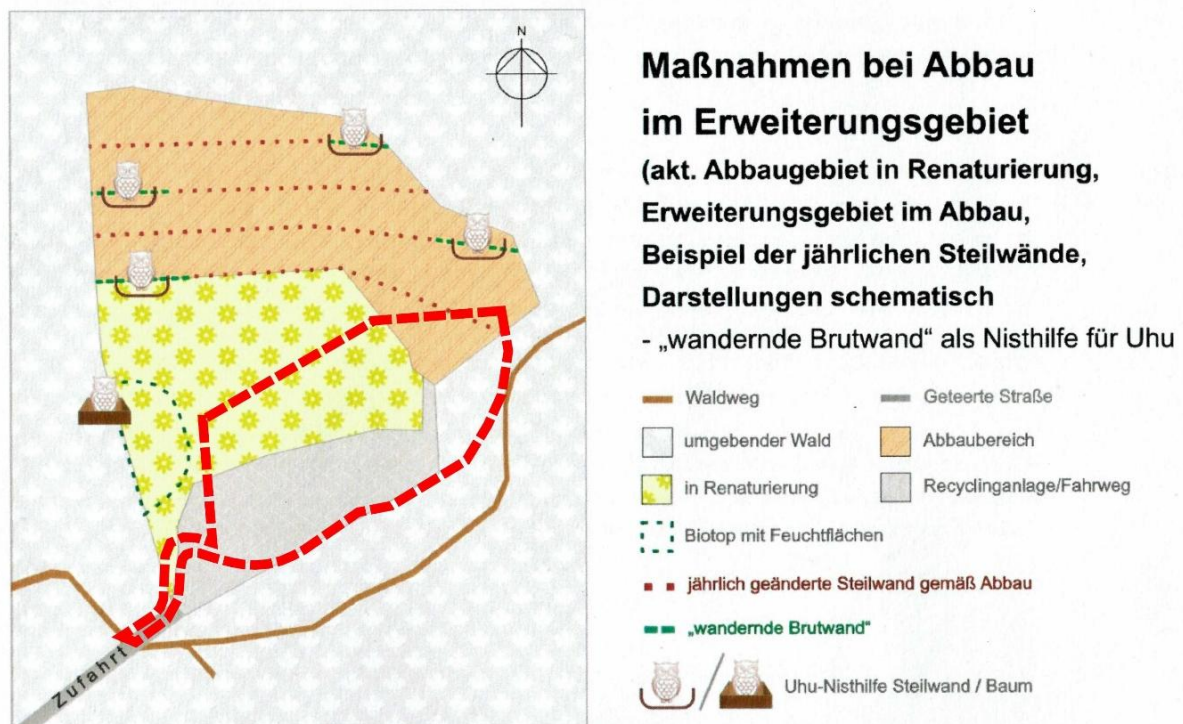 N
Zufahrt
Maßnahmen bei Abbau
im Erweiterungsgebiet
(akt. Abbaugebiet in Renaturierung,
Erweiterungsgebiet im Abbau,
Beispiel der jährlichen Steilwände,
Darstellungen schematisch
- „wandernde Brutwand“ als Nisthilfe für Uhu
Waldweg
Geteerte Straße
umgebender Wald
Abbaubereich
in Renaturierung
Recyclinganlage/Fahrweg
Biotop mit Feuchtflächen
jährlich geänderte Steilwand gemäß Abbau
„wandernde Brutwand“
Uhu-Nisthilfe Steilwand / Baum